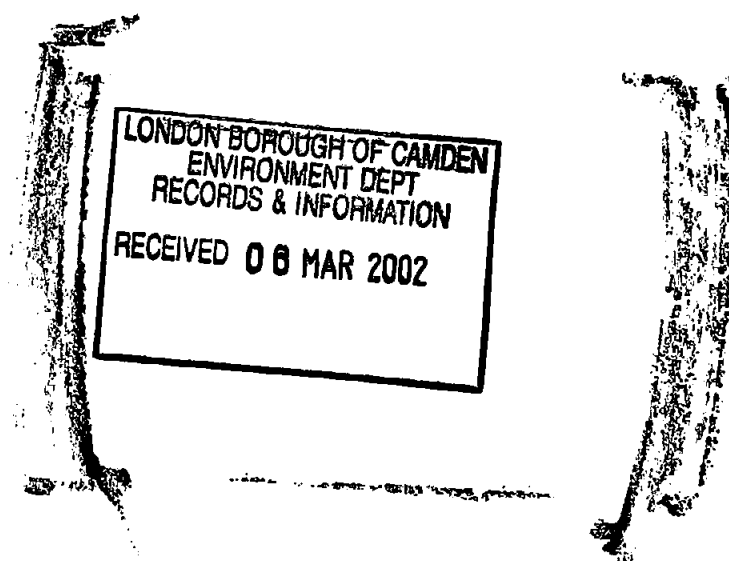 LONDON BOROUGH OF CAMDEN
ENVIRONMENT DEPT
RECORDS & INFORMATION
RECEIVED 06 MAR 2002